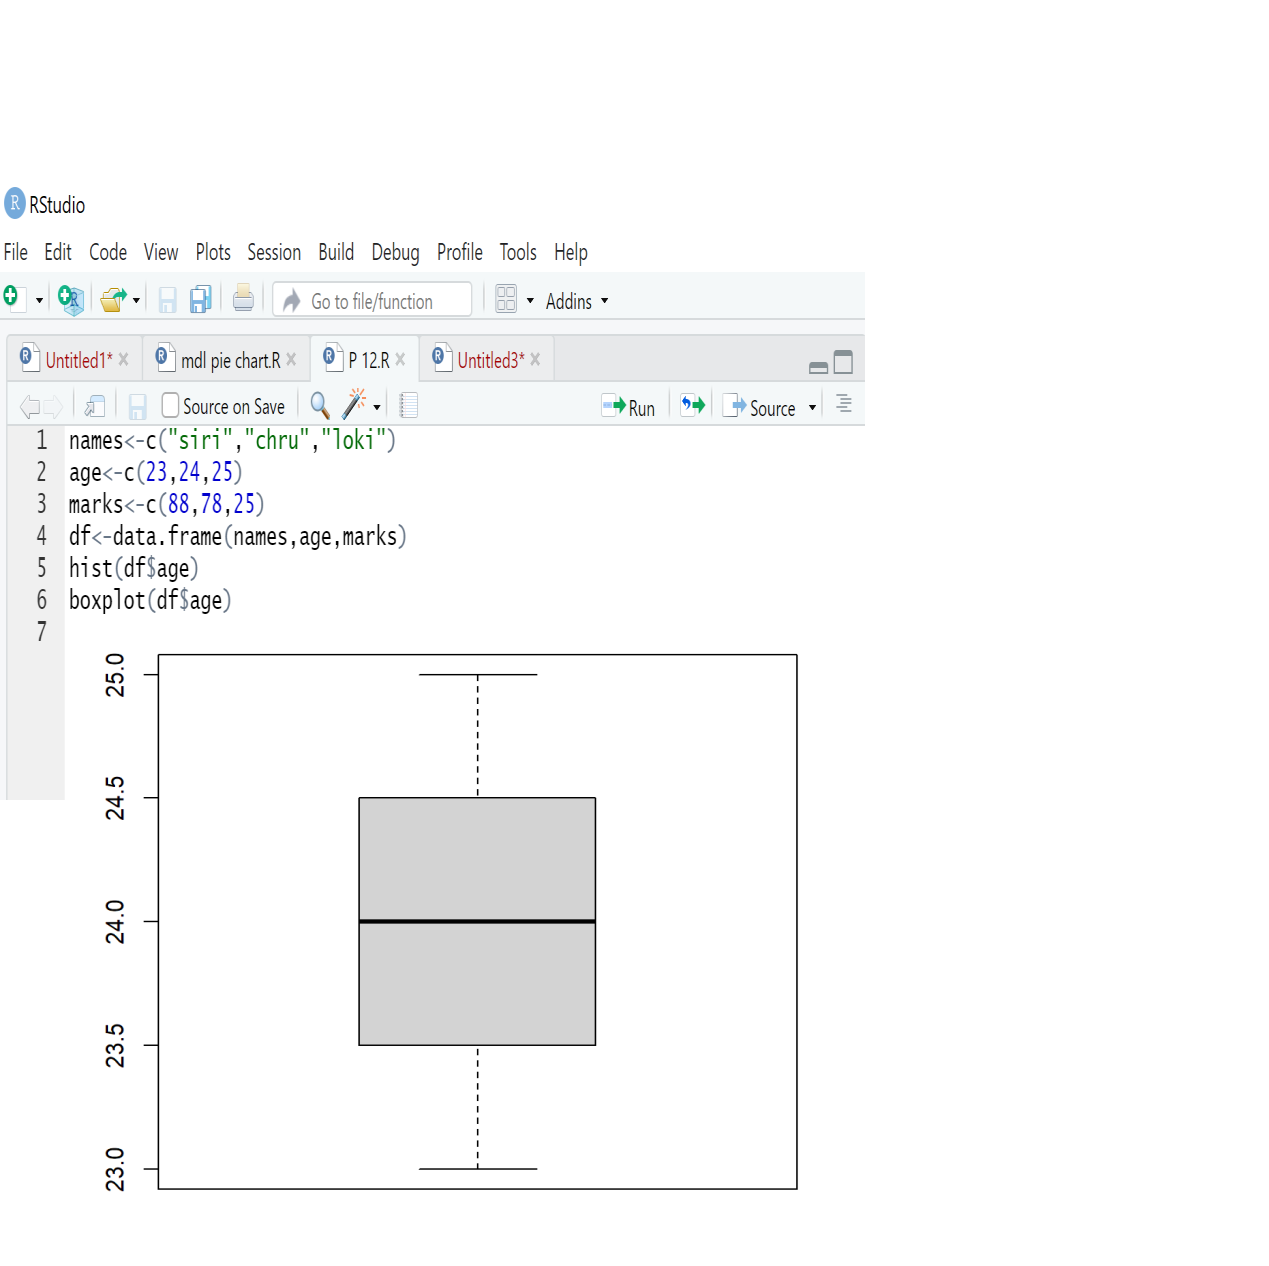 R RStudio
File Edit Code View Plots Session Build Debug Profile Tools Help
Go to file/function Addins
Untitled1* mdl pie chart.R P 12.R Untitled3*
Source on Save Run Source
1 names<-c("siri","chru","loki")
2 age<-c(23,24,25)
3 marks<-c(88,78,25)
4 df<-data.frame(names,age,marks)
5 hist(df$age)
6 boxplot(df$age)
7
25.0
24.5
24.0
23.5
23.0